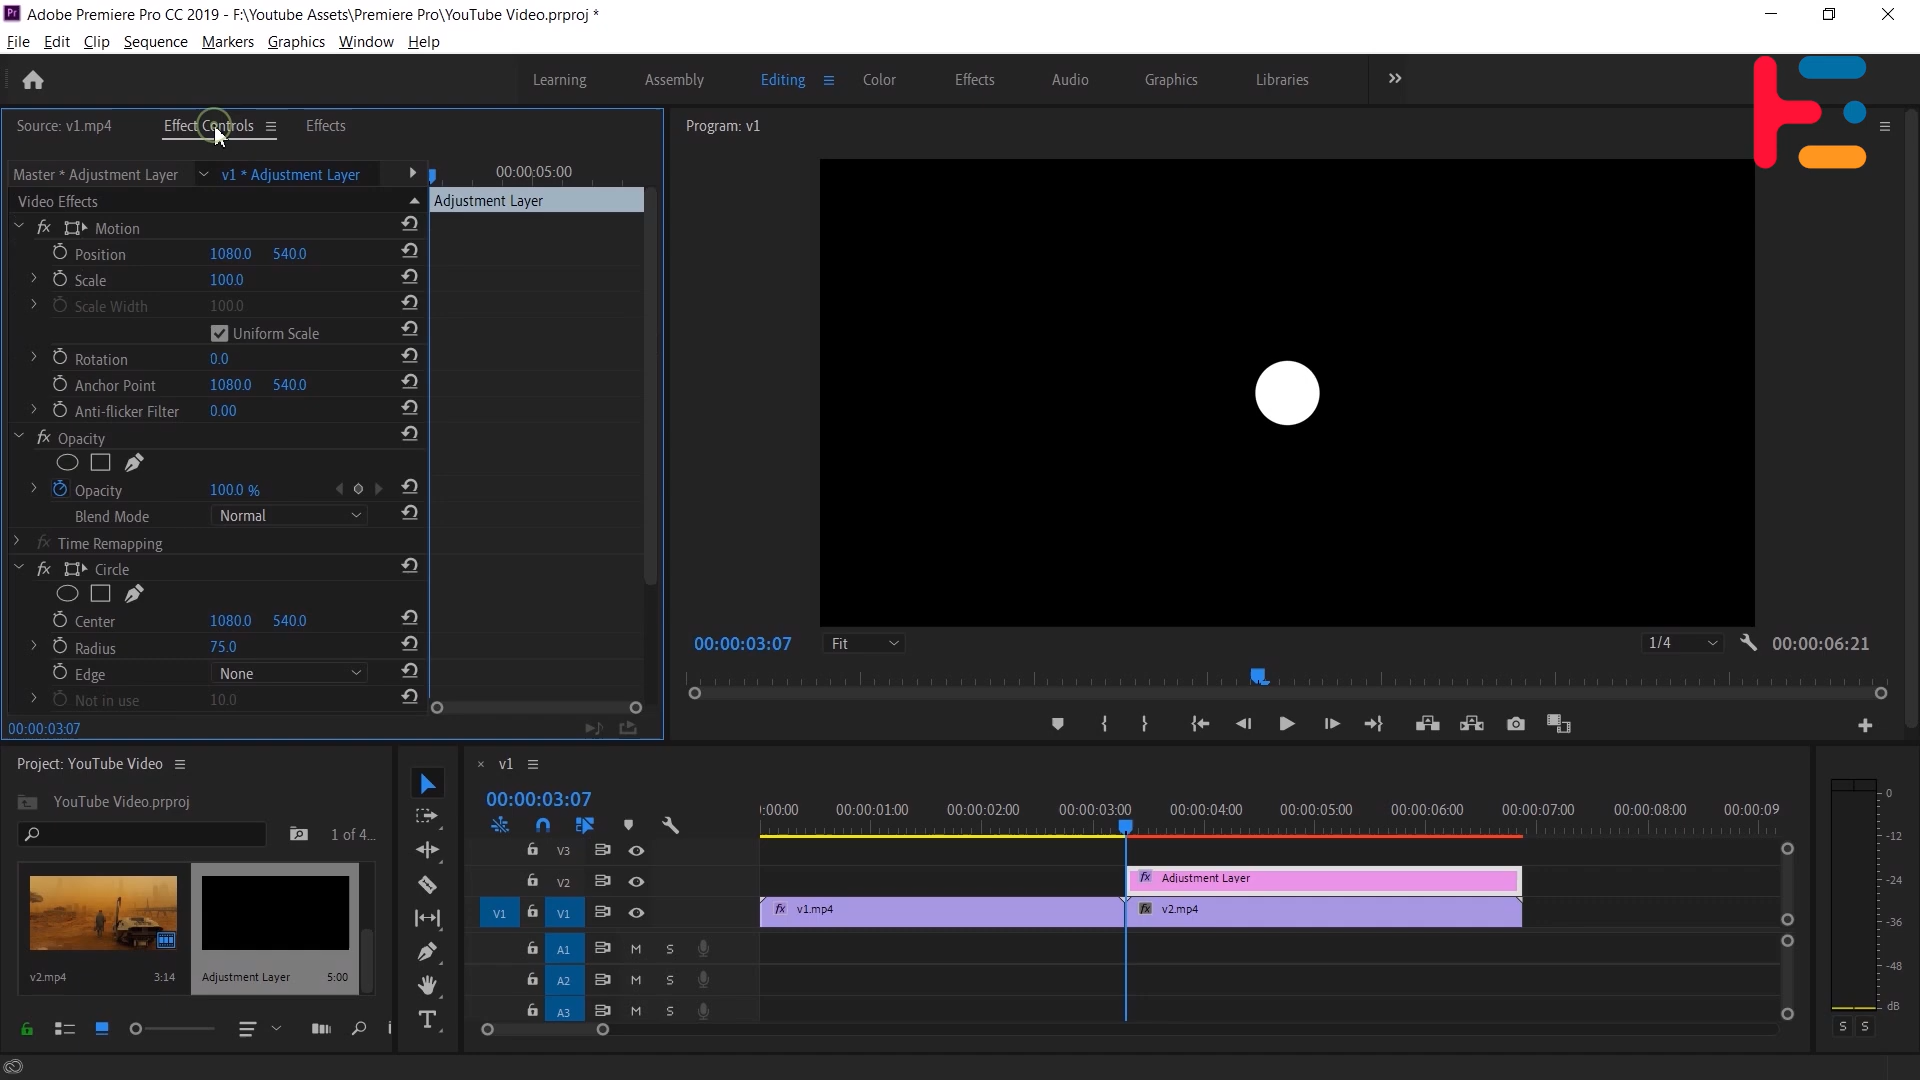 Adobe Premiere Pro CC 2019 - F:\Youtube Assets\Premiere Pro\YouTube Video.prproj *
File Edit Clip Sequence Markers Graphics Window Help
Learning Assembly Editing Color Effects Audio Graphics Libraries
Source: v1.mp4 Effect Controls Effects
Program: v1
Master * Adjustment Layer v1 * Adjustment Layer 00:00:05:00
Video Effects Adjustment Layer
fx Motion
Position 1080.0 540.0
Scale 100.0
Scale Width 100.0
Uniform Scale
Rotation 0.0
Anchor Point 1080.0 540.0
Anti-flicker Filter 0.00
fx Opacity
Opacity 100.0 %
Blend Mode Normal
fx Time Remapping
fx Circle
Center 1080.0 540.0
Radius 75.0
Edge None
Not in use 10.0
00:00:03:07
00:00:03:07 Fit 1/4 00:00:06:21
Project: YouTube Video
YouTube Video.prproj
1 of 4...
v2.mp4 3:14
Adjustment Layer 5:00
v1
00:00:03:07
:00:00 00:00:01:00 00:00:02:00 00:00:03:00 00:00:04:00 00:00:05:00 00:00:06:00 00:00:07:00 00:00:08:00 00:00:09
V3
V2 fx Adjustment Layer
V1 V1 fx v1.mp4 fx v2.mp4
A1 M S
A2 M S
A3 M S
0
-12
-24
-36
-48
dB
S S